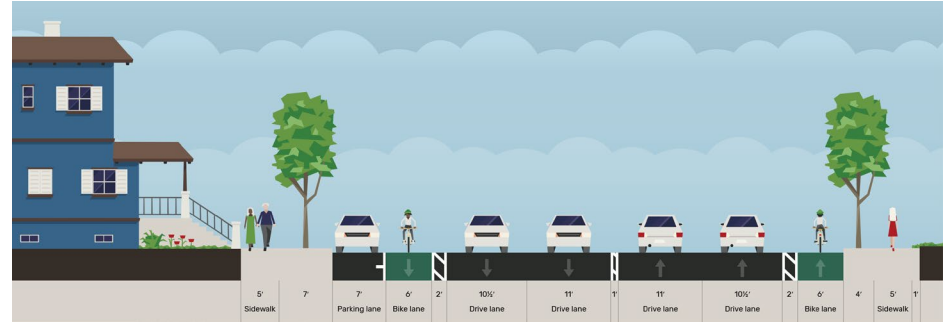 5' 7' 7' 6' 2' 10½' 11' 1' 11' 10½' 2' 6' 4' 5' 1'
Sidewalk Parking lane Bike lane Drive lane Drive lane Drive lane Drive lane Bike lane Sidewalk